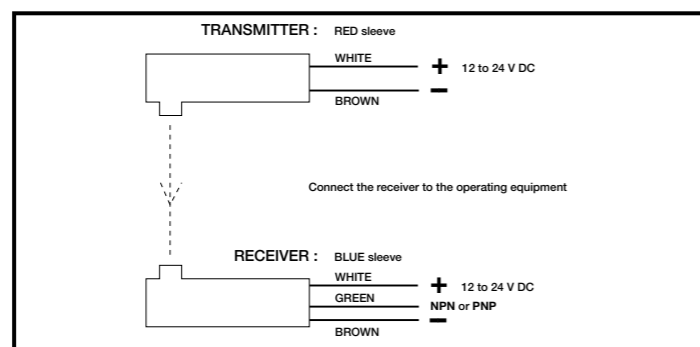 TRANSMITTER : RED sleeve
WHITE
+ 12 to 24 V DC
−
BROWN
Connect the receiver to the operating equipment
RECEIVER : BLUE sleeve
WHITE
+ 12 to 24 V DC
GREEN
NPN or PNP
−
BROWN